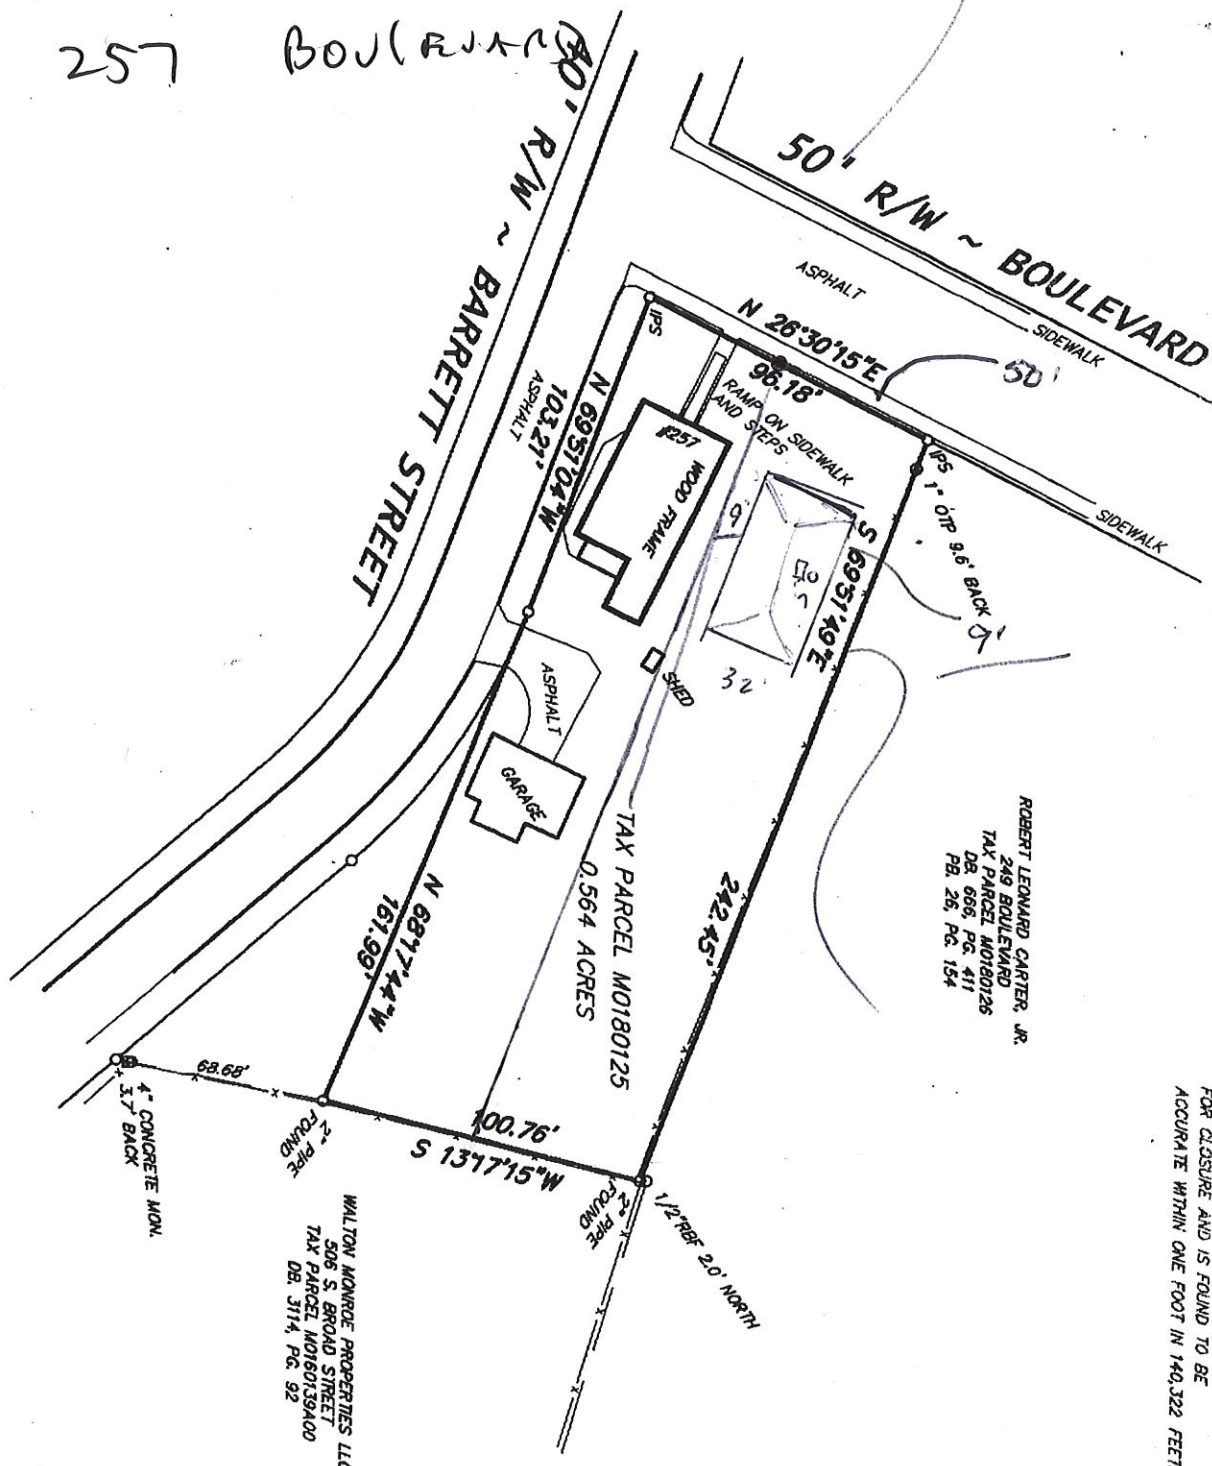 257 BOULEVARD
40' R/W ~ BARRETT STREET
50' R/W ~ BOULEVARD
ASPHALT
SIDEWALK
N 26°30'15"E
96.18'
50'
IPS
IPS
RAMP ON SIDEWALK
AND STEPS
SIDEWALK
1" OTP 9.6' BACK
N 69°51'04"W
103.21'
ASPHALT
#257
WOOD FRAME
9'
S 69°51'49"E
242.45'
9'
32'
SHED
ASPHALT
GARAGE
TAX PARCEL M0180125
0.564 ACRES
ROBERT LEONARD CARTER, JR.
249 BOULEVARD
TAX PARCEL M0180126
DB. 666, PG. 411
PB. 26, PG. 154
N 68°17'44"W
161.99'
68.68'
4" CONCRETE MON.
3.7' BACK
2" PIPE
FOUND
100.76'
S 13°17'15"W
2" PIPE
FOUND
1/2"RBF 2.0' NORTH
WALTON MONROE PROPERTIES LLC
506 S. BROAD STREET
TAX PARCEL M0160139A00
DB. 3114, PG. 92
FOR CLOSURE AND IS FOUND TO BE
ACCURATE WITHIN ONE FOOT IN 140,322 FEET